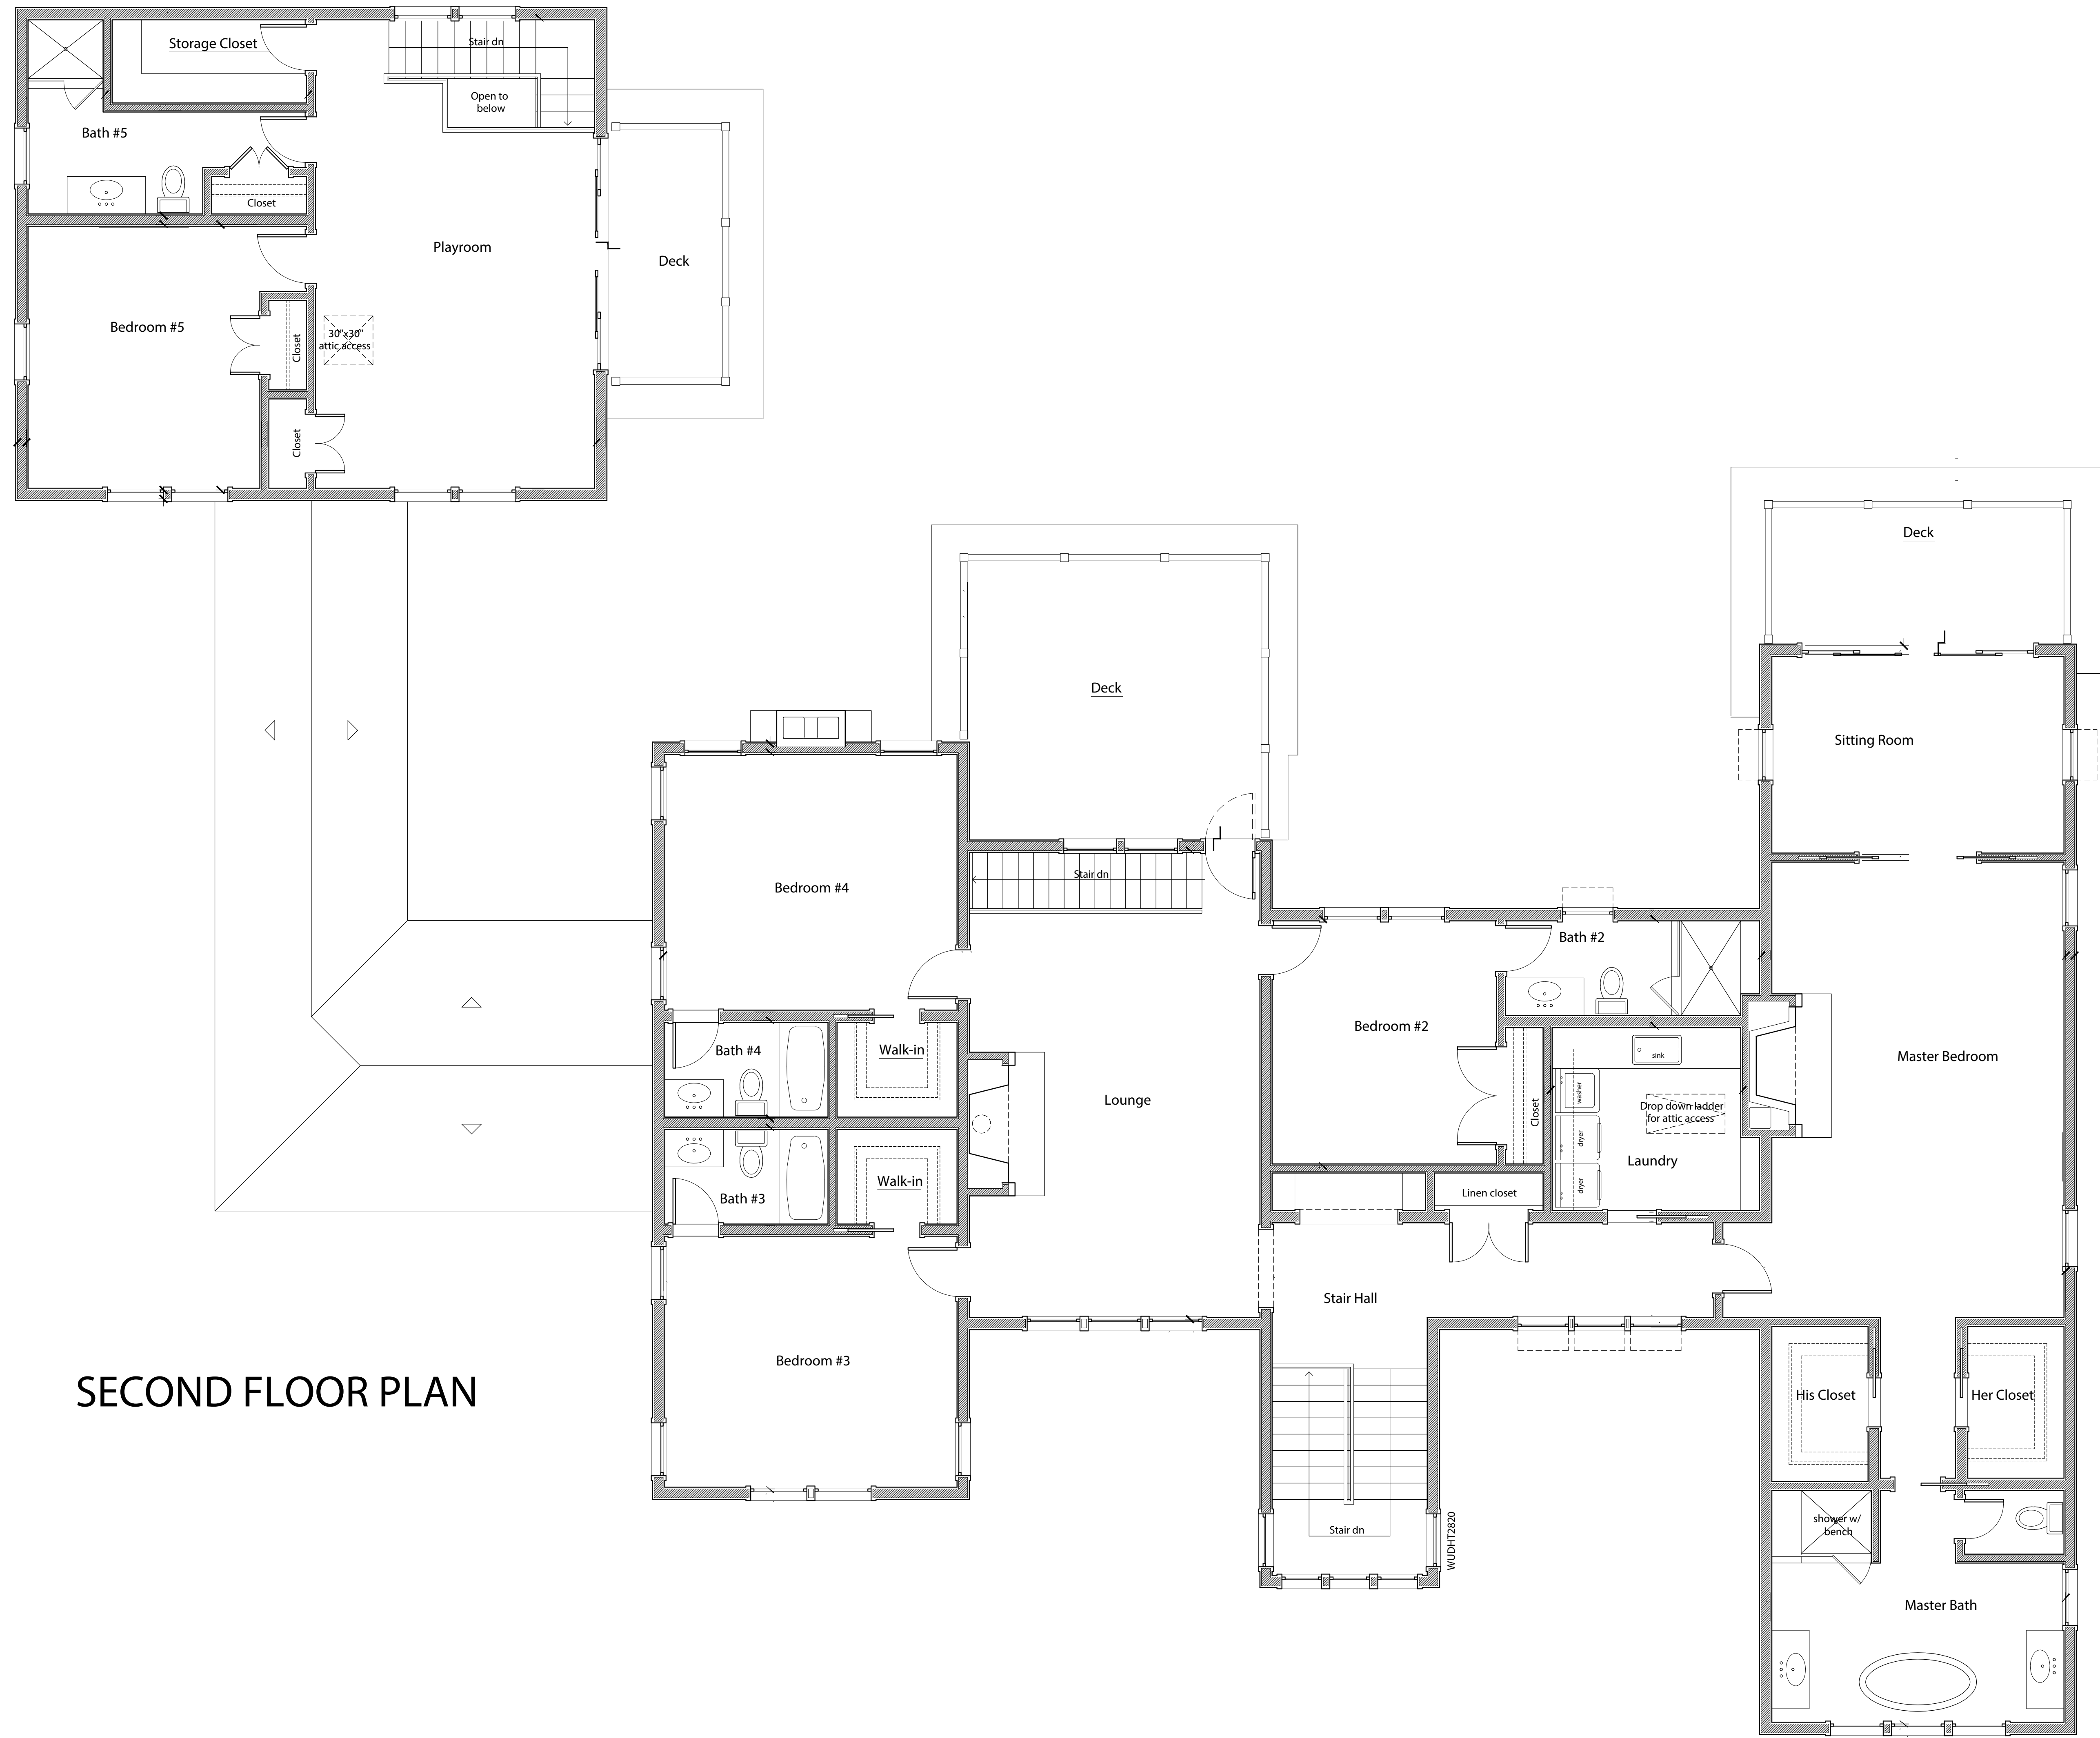 Storage Closet
Stair dn
Open to
below
Bath #5
Closet
Playroom
Deck
Bedroom #5
30"x30"
attic access
Closet
Closet
Deck
Deck
Sitting Room
Stair dn
Bedroom #4
Bath #2
Bedroom #2
Master Bedroom
Bath #4
Walk-in
sink
washer
Lounge
Closet
Drop down ladder
for attic access
dryer
Laundry
dryer
Walk-in
Bath #3
Linen closet
Stair Hall
Bedroom #3
SECOND FLOOR PLAN
His Closet
Her Closet
shower w/
bench
Stair dn
WUDHT2820
Master Bath